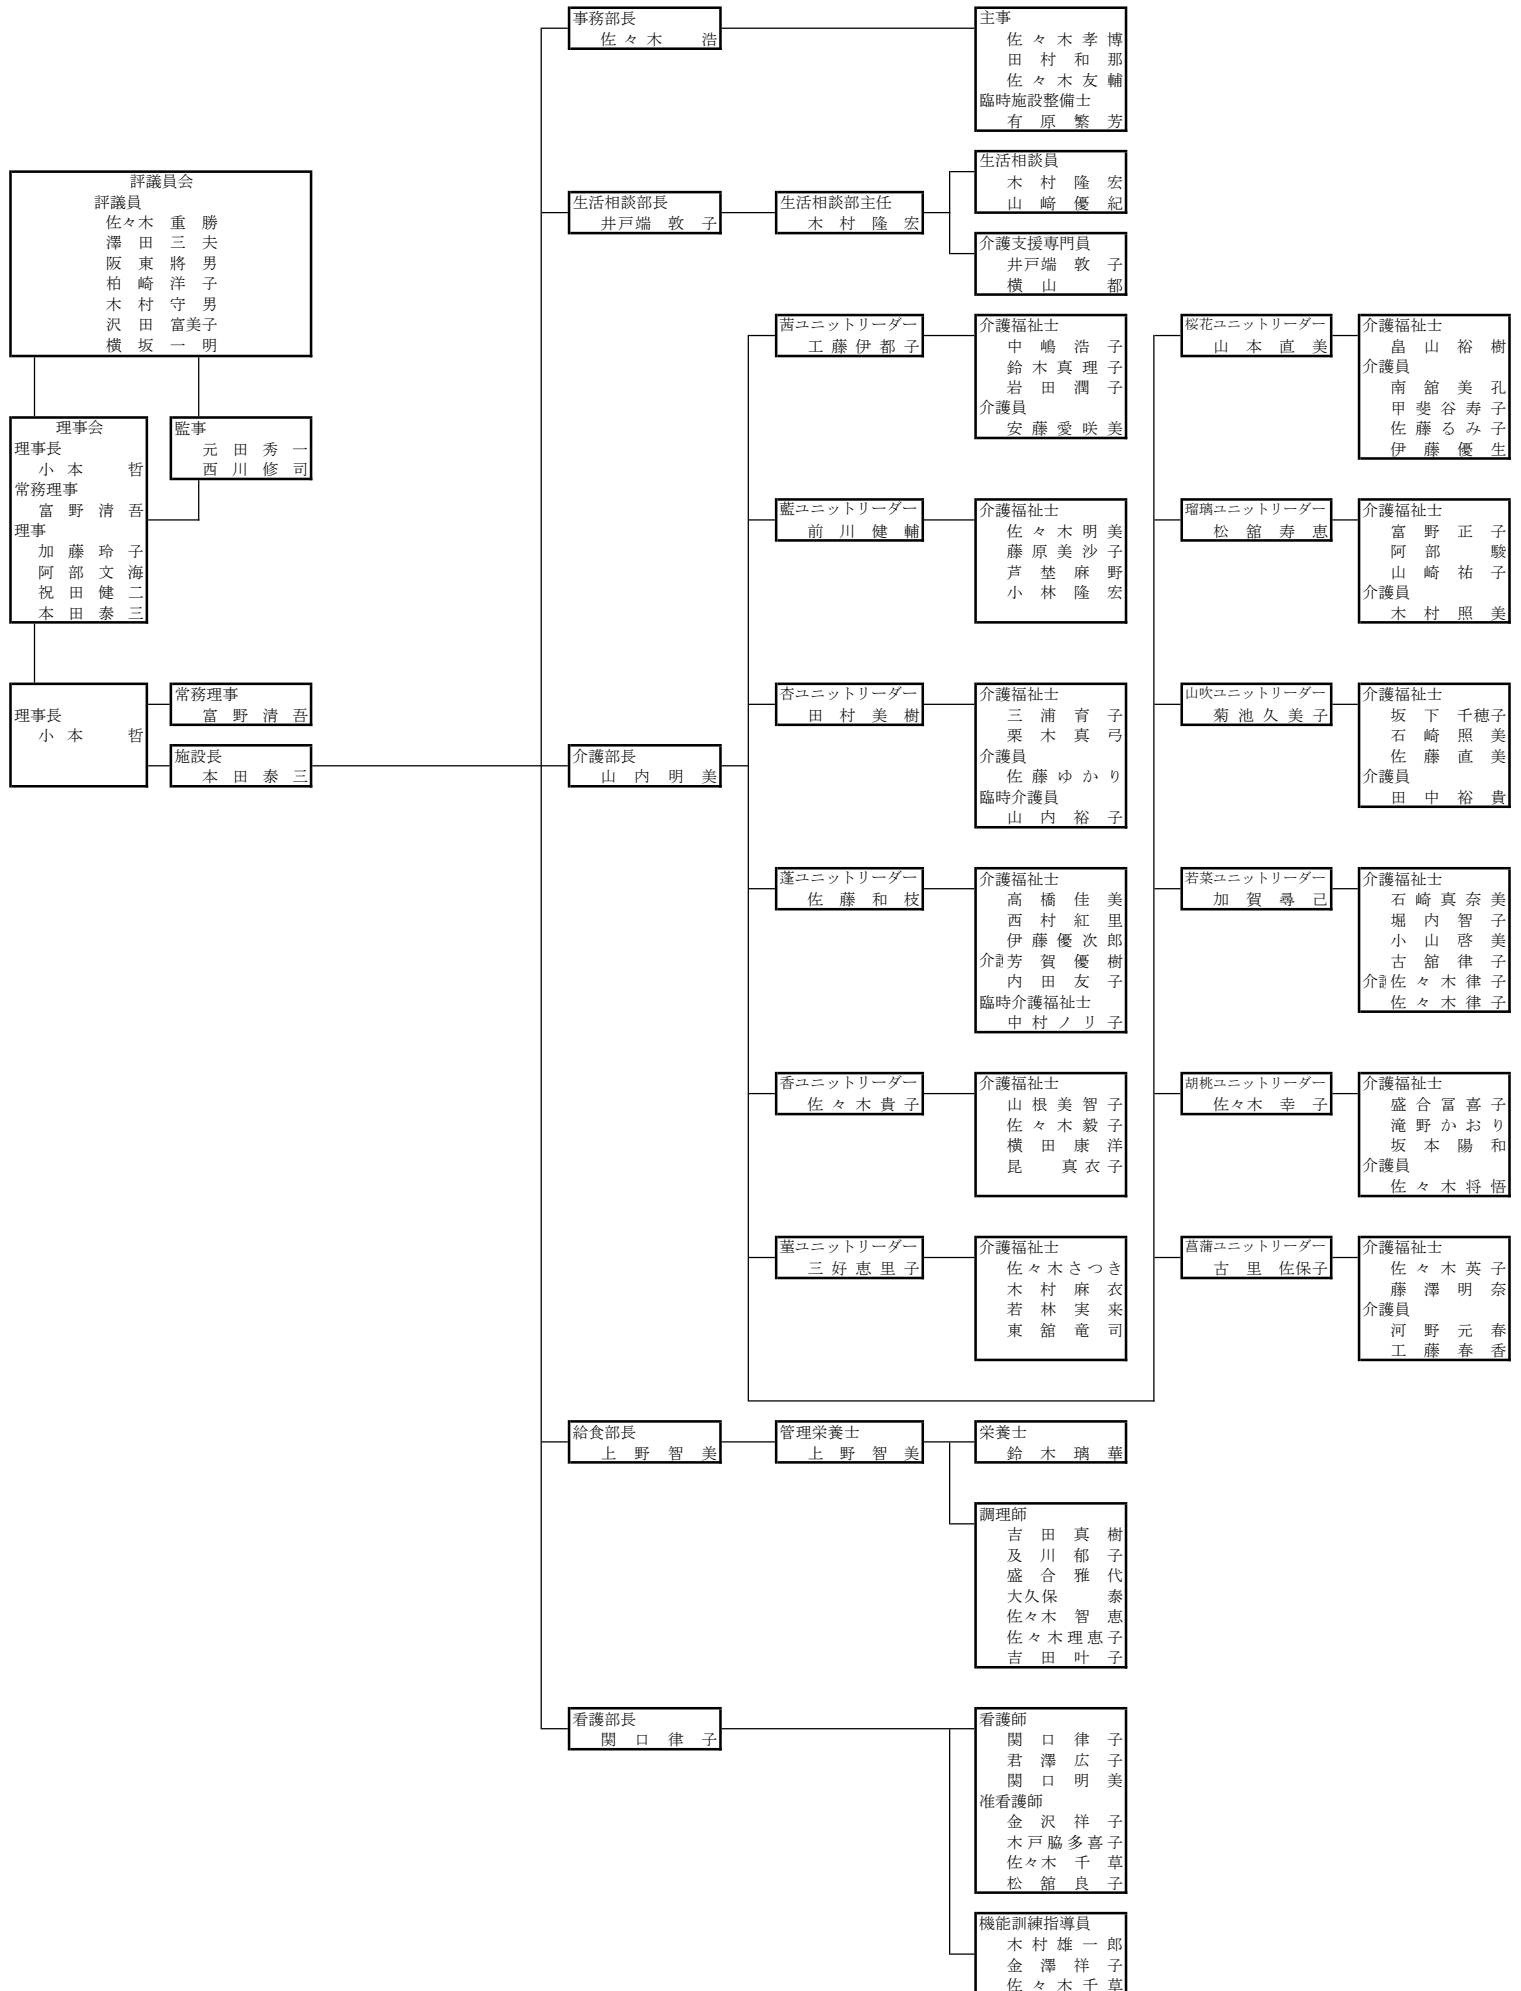 評議員会
評議員
佐々木 重 勝
澤 田 三 夫
阪 東 將 男
柏 崎 洋 子
木 村 守 男
沢 田 富美子
横 坂 一 明
理事会
理事長
小 本 哲
常務理事
富 野 清 吾
理事
加 藤 玲 子
阿 部 文 海
祝 田 健 二
本 田 泰 三
監事
元 田 秀 一
西 川 修 司
理事長
小 本 哲
常務理事
富 野 清 吾
施設長
本 田 泰 三
事務部長
佐々木 浩
主事
佐々木孝博
田 村 和 那
佐々木友輔
臨時施設整備士
有 原 繁 芳
生活相談部長
井戸端 敦 子
生活相談部主任
木 村 隆 宏
生活相談員
木 村 隆 宏
山 﨑 優 紀
介護支援専門員
井戸端 敦 子
横 山 都
介護部長
山 内 明 美
茜ユニットリーダー
工藤伊都子
介護福祉士
中 嶋 浩 子
鈴木真理子
岩 田 潤 子
介護員
安藤愛咲美
藍ユニットリーダー
前 川 健 輔
介護福祉士
佐々木明美
藤原美沙子
芦 埜 麻 野
小 林 隆 宏
杏ユニットリーダー
田 村 美 樹
介護福祉士
三 浦 育 子
栗 木 真 弓
介護員
佐藤ゆかり
臨時介護員
山 内 裕 子
蓬ユニットリーダー
佐 藤 和 枝
介護福祉士
高 橋 佳 美
西 村 紅 里
伊藤優次郎
介 芳 賀 優 樹
内 田 友 子
臨時介護福祉士
中村ノリ子
香ユニットリーダー
佐々木貴子
介護福祉士
山根美智子
佐々木毅子
横 田 康 洋
昆 真衣子
菫ユニットリーダー
三好恵里子
介護福祉士
佐々木さつき
木 村 麻 衣
若 林 実 来
東 舘 竜 司
桜花ユニットリーダー
山 本 直 美
介護福祉士
畠 山 裕 樹
介護員
南 舘 美 孔
甲斐谷寿子
佐藤るみ子
伊 藤 優 生
瑠璃ユニットリーダー
松 舘 寿 恵
介護福祉士
富 野 正 子
阿 部 駿
山 崎 祐 子
介護員
木 村 照 美
山吹ユニットリーダー
菊池久美子
介護福祉士
坂 下 千穂子
石 崎 照 美
佐 藤 直 美
介護員
田 中 裕 貴
若菜ユニットリーダー
加 賀 尋 己
介護福祉士
石崎真奈美
堀 内 智 子
小 山 啓 美
古 舘 律 子
介 佐々木律子
佐々木律子
胡桃ユニットリーダー
佐々木 幸 子
介護福祉士
盛合冨喜子
滝野かおり
坂 本 陽 和
介護員
佐々木将悟
菖蒲ユニットリーダー
古 里 佐保子
介護福祉士
佐々木英子
藤 澤 明 奈
介護員
河 野 元 春
工 藤 春 香
給食部長
上 野 智 美
管理栄養士
上 野 智 美
栄養士
鈴 木 璃 華
調理師
吉 田 真 樹
及 川 郁 子
盛 合 雅 代
大久保 泰
佐々木 智 恵
佐々木理恵子
吉 田 叶 子
看護部長
関 口 律 子
看護師
関 口 律 子
君 澤 広 子
関 口 明 美
准看護師
金 沢 祥 子
木戸脇多喜子
佐々木 千 草
松 舘 良 子
機能訓練指導員
木村雄一郎
金 澤 祥 子
佐々木千草